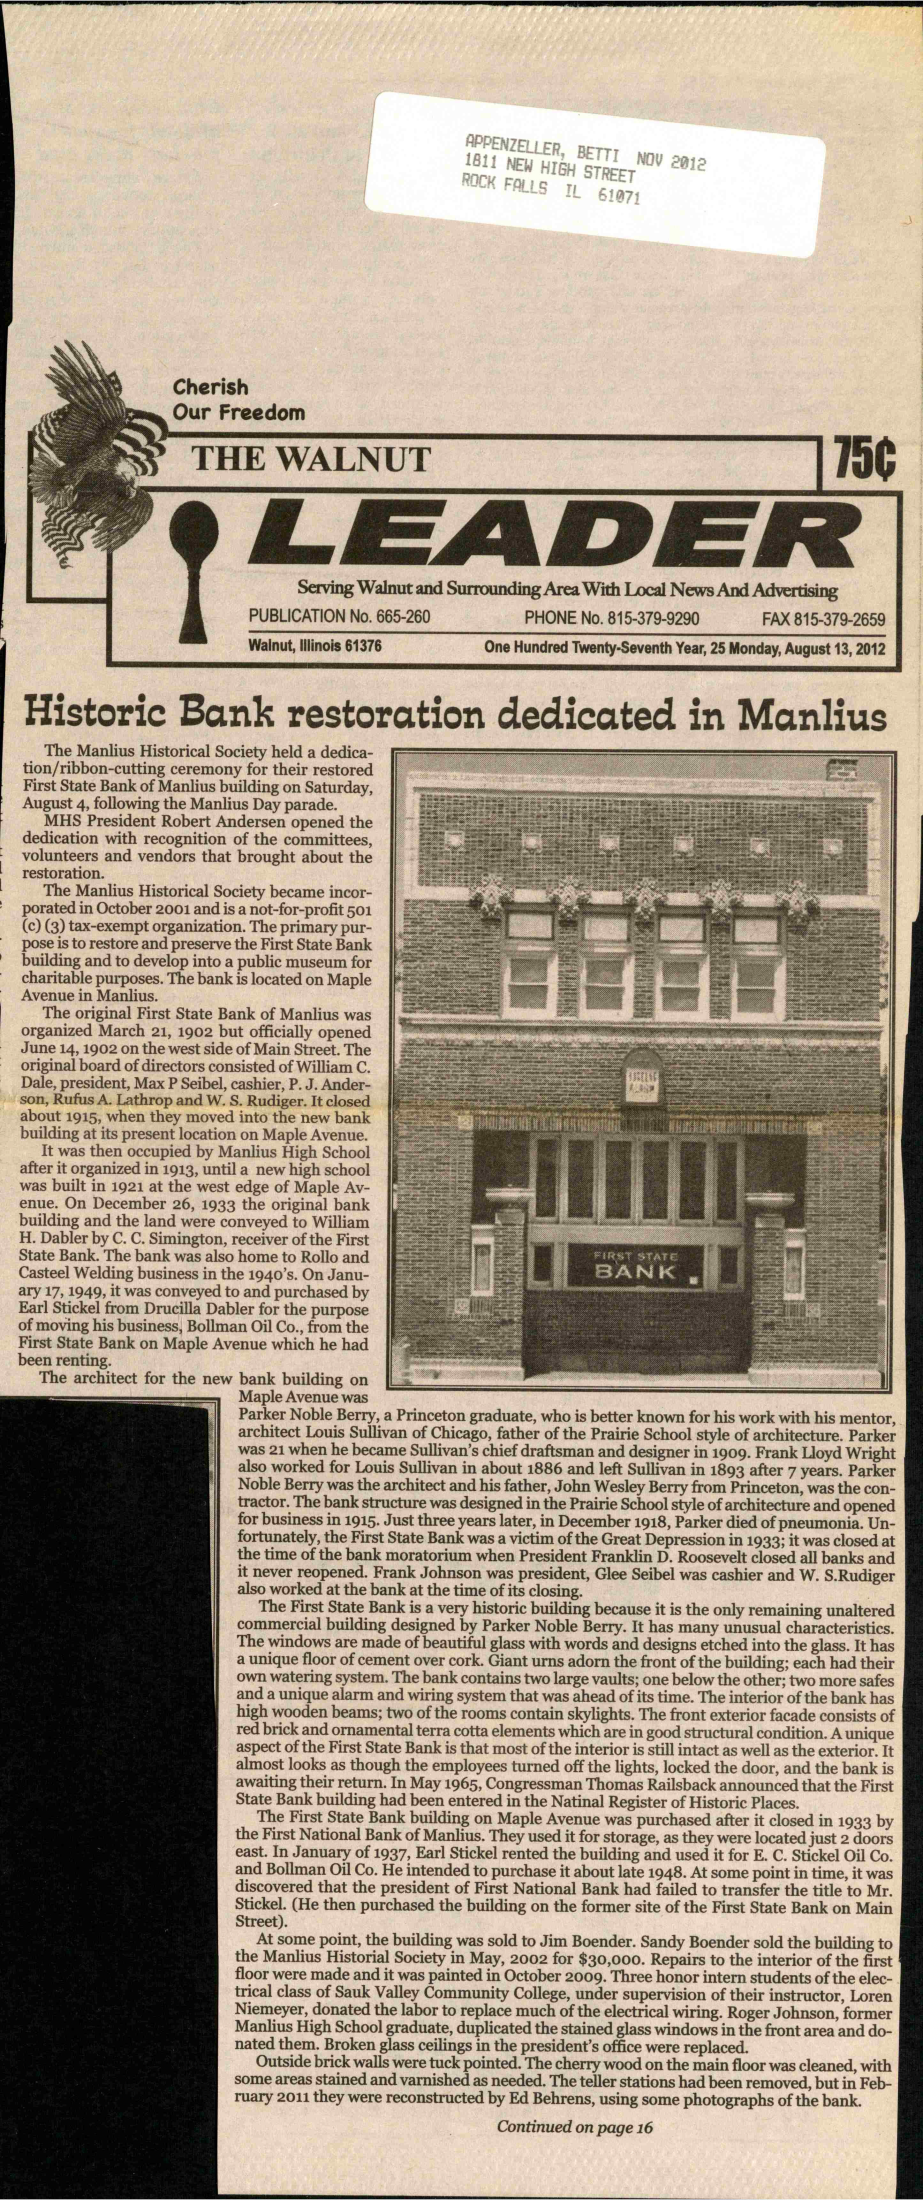 APPENZELLER, BETTI NOV 2012
1811 NEW HIGH STREET
ROCK FALLS IL 61071
Cherish
Our Freedom
THE WALNUT
75¢
LEADER
Serving Walnut and Surrounding Area With Local News And Advertising
PUBLICATION No. 665-260 PHONE No. 815-379-9290 FAX 815-379-2659
Walnut, Illinois 61376 One Hundred Twenty-Seventh Year, 25 Monday, August 13, 2012
Historic Bank restoration dedicated in Manlius
The Manlius Historical Society held a dedica-
tion/ribbon-cutting ceremony for their restored
First State Bank of Manlius building on Saturday,
August 4, following the Manlius Day parade.
MHS President Robert Andersen opened the
dedication with recognition of the committees,
volunteers and vendors that brought about the
restoration.
The Manlius Historical Society became incor-
porated in October 2001 and is a not-for-profit 501
(c) (3) tax-exempt organization. The primary pur-
pose is to restore and preserve the First State Bank
building and to develop into a public museum for
charitable purposes. The bank is located on Maple
Avenue in Manlius.
The original First State Bank of Manlius was
organized March 21, 1902 but officially opened
June 14, 1902 on the west side of Main Street. The
original board of directors consisted of William C.
Dale, president, Max P Seibel, cashier, P. J. Ander-
son, Rufus A. Lathrop and W. S. Rudiger. It closed
about 1915, when they moved into the new bank
building at its present location on Maple Avenue.
It was then occupied by Manlius High School
after it organized in 1913, until a new high school
was built in 1921 at the west edge of Maple Av-
enue. On December 26, 1933 the original bank
building and the land were conveyed to William
H. Dabler by C. C. Simington, receiver of the First
State Bank. The bank was also home to Rollo and
Casteel Welding business in the 1940's. On Janu-
ary 17, 1949, it was conveyed to and purchased by
Earl Stickel from Drucilla Dabler for the purpose
of moving his business, Bollman Oil Co., from the
First State Bank on Maple Avenue which he had
been renting.
The architect for the new bank building on
Maple Avenue was
Parker Noble Berry, a Princeton graduate, who is better known for his work with his mentor,
architect Louis Sullivan of Chicago, father of the Prairie School style of architecture. Parker
was 21 when he became Sullivan's chief draftsman and designer in 1909. Frank Lloyd Wright
also worked for Louis Sullivan in about 1886 and left Sullivan in 1893 after 7 years. Parker
Noble Berry was the architect and his father, John Wesley Berry from Princeton, was the con-
tractor. The bank structure was designed in the Prairie School style of architecture and opened
for business in 1915. Just three years later, in December 1918, Parker died of pneumonia. Un-
fortunately, the First State Bank was a victim of the Great Depression in 1933; it was closed at
the time of the bank moratorium when President Franklin D. Roosevelt closed all banks and
it never reopened. Frank Johnson was president, Glee Seibel was cashier and W. S.Rudiger
also worked at the bank at the time of its closing.
The First State Bank is a very historic building because it is the only remaining unaltered
commercial building designed by Parker Noble Berry. It has many unusual characteristics.
The windows are made of beautiful glass with words and designs etched into the glass. It has
a unique floor of cement over cork. Giant urns adorn the front of the building; each had their
own watering system. The bank contains two large vaults; one below the other; two more safes
and a unique alarm and wiring system that was ahead of its time. The interior of the bank has
high wooden beams; two of the rooms contain skylights. The front exterior facade consists of
red brick and ornamental terra cotta elements which are in good structural condition. A unique
aspect of the First State Bank is that most of the interior is still intact as well as the exterior. It
almost looks as though the employees turned off the lights, locked the door, and the bank is
awaiting their return. In May 1965, Congressman Thomas Railsback announced that the First
State Bank building had been entered in the Natinal Register of Historic Places.
The First State Bank building on Maple Avenue was purchased after it closed in 1933 by
the First National Bank of Manlius. They used it for storage, as they were located just 2 doors
east. In January of 1937, Earl Stickel rented the building and used it for E. C. Stickel Oil Co.
and Bollman Oil Co. He intended to purchase it about late 1948. At some point in time, it was
discovered that the president of First National Bank had failed to transfer the title to Mr.
Stickel. (He then purchased the building on the former site of the First State Bank on Main
Street).
At some point, the building was sold to Jim Boender. Sandy Boender sold the building to
the Manlius Historial Society in May, 2002 for $30,000. Repairs to the interior of the first
floor were made and it was painted in October 2009. Three honor intern students of the elec-
trical class of Sauk Valley Community College, under supervision of their instructor, Loren
Niemeyer, donated the labor to replace much of the electrical wiring. Roger Johnson, former
Manlius High School graduate, duplicated the stained glass windows in the front area and do-
nated them. Broken glass ceilings in the president's office were replaced.
Outside brick walls were tuck pointed. The cherry wood on the main floor was cleaned, with
some areas stained and varnished as needed. The teller stations had been removed, but in Feb-
ruary 2011 they were reconstructed by Ed Behrens, using some photographs of the bank.
Continued on page 16
FIRST STATE
BANK